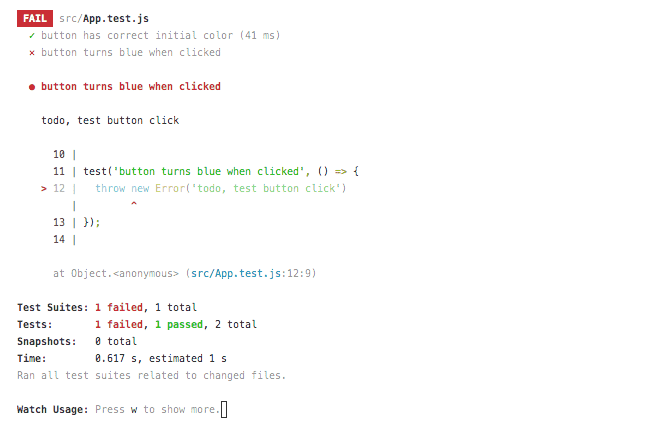 FAIL src/App.test.js
✓ button has correct initial color (41 ms)
✕ button turns blue when clicked
● button turns blue when clicked
todo, test button click
10 |
11 | test('button turns blue when clicked', () => {
> 12 |   throw new Error('todo, test button click')
|         ^
13 | });
14 |
at Object.<anonymous> (src/App.test.js:12:9)
Test Suites: 1 failed, 1 total
Tests:       1 failed, 1 passed, 2 total
Snapshots:   0 total
Time:        0.617 s, estimated 1 s
Ran all test suites related to changed files.
Watch Usage: Press w to show more.